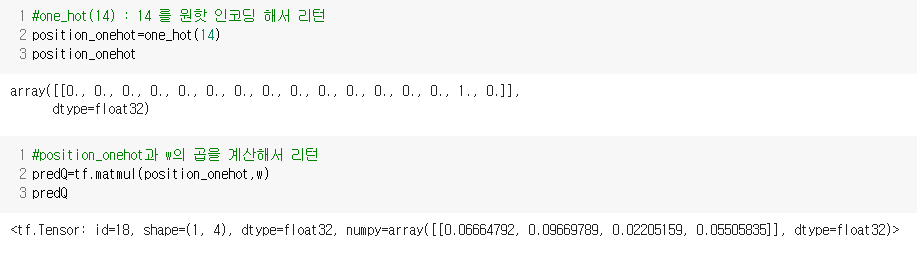 1 #one_hot(14) : 14 를 원핫 인코딩 해서 리턴
2 position_onehot=one_hot(14)
3 position_onehot
array([[0., 0., 0., 0., 0., 0., 0., 0., 0., 0., 0., 0., 0., 0., 1., 0.]],
dtype=float32)
1 #position_onehot과 w의 곱을 계산해서 리턴
2 predQ=tf.matmul(position_onehot,w)
3 predQ
<tf.Tensor: id=18, shape=(1, 4), dtype=float32, numpy=array([[0.06664792, 0.09669789, 0.02205159, 0.05505835]], dtype=float32)>